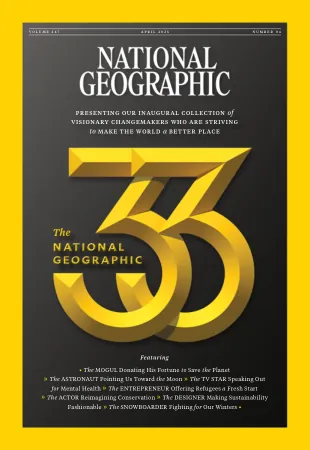 VOLUME 247 APRIL 2025 NUMBER 04
NATIONAL
GEOGRAPHIC
PRESENTING OUR INAUGURAL COLLECTION of
VISIONARY CHANGEMAKERS WHO ARE STRIVING
to MAKE THE WORLD a BETTER PLACE
33
The
NATIONAL
GEOGRAPHIC
Featuring
• The MOGUL Donating His Fortune to Save the Planet
» The ASTRONAUT Pointing Us Toward the Moon » The TV STAR Speaking Out
for Mental Health » The ENTREPRENEUR Offering Refugees a Fresh Start
» The ACTOR Reimagining Conservation » The DESIGNER Making Sustainability
Fashionable » The SNOWBOARDER Fighting for Our Winters •